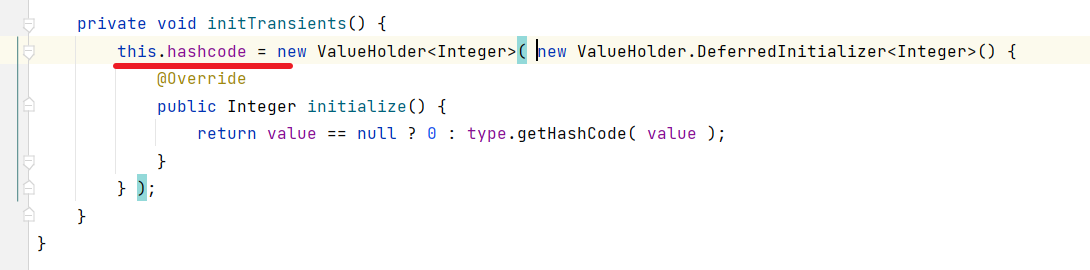 private void initTransients() {
this.hashcode = new ValueHolder<Integer>( new ValueHolder.DeferredInitializer<Integer>() {
@Override
public Integer initialize() {
return value == null ? 0 : type.getHashCode( value );
}
} );
}
}